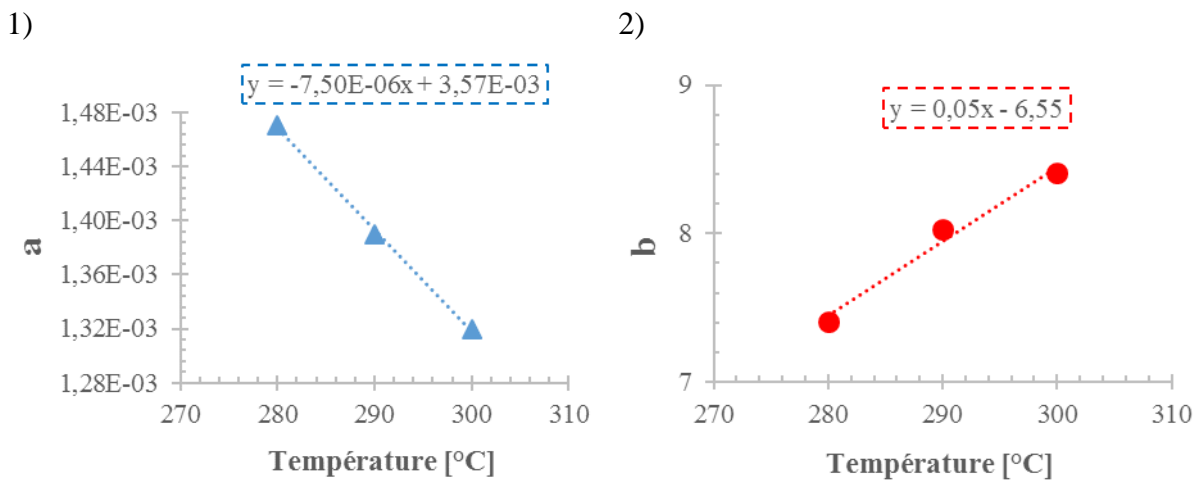 1)
y = -7,50E-06x + 3,57E-03
1,48E-03
1,44E-03
1,40E-03
1,36E-03
1,32E-03
1,28E-03
a
270 280 290 300 310
Température [°C]
2)
y = 0,05x - 6,55
9
8
7
b
270 280 290 300 310
Température [°C]